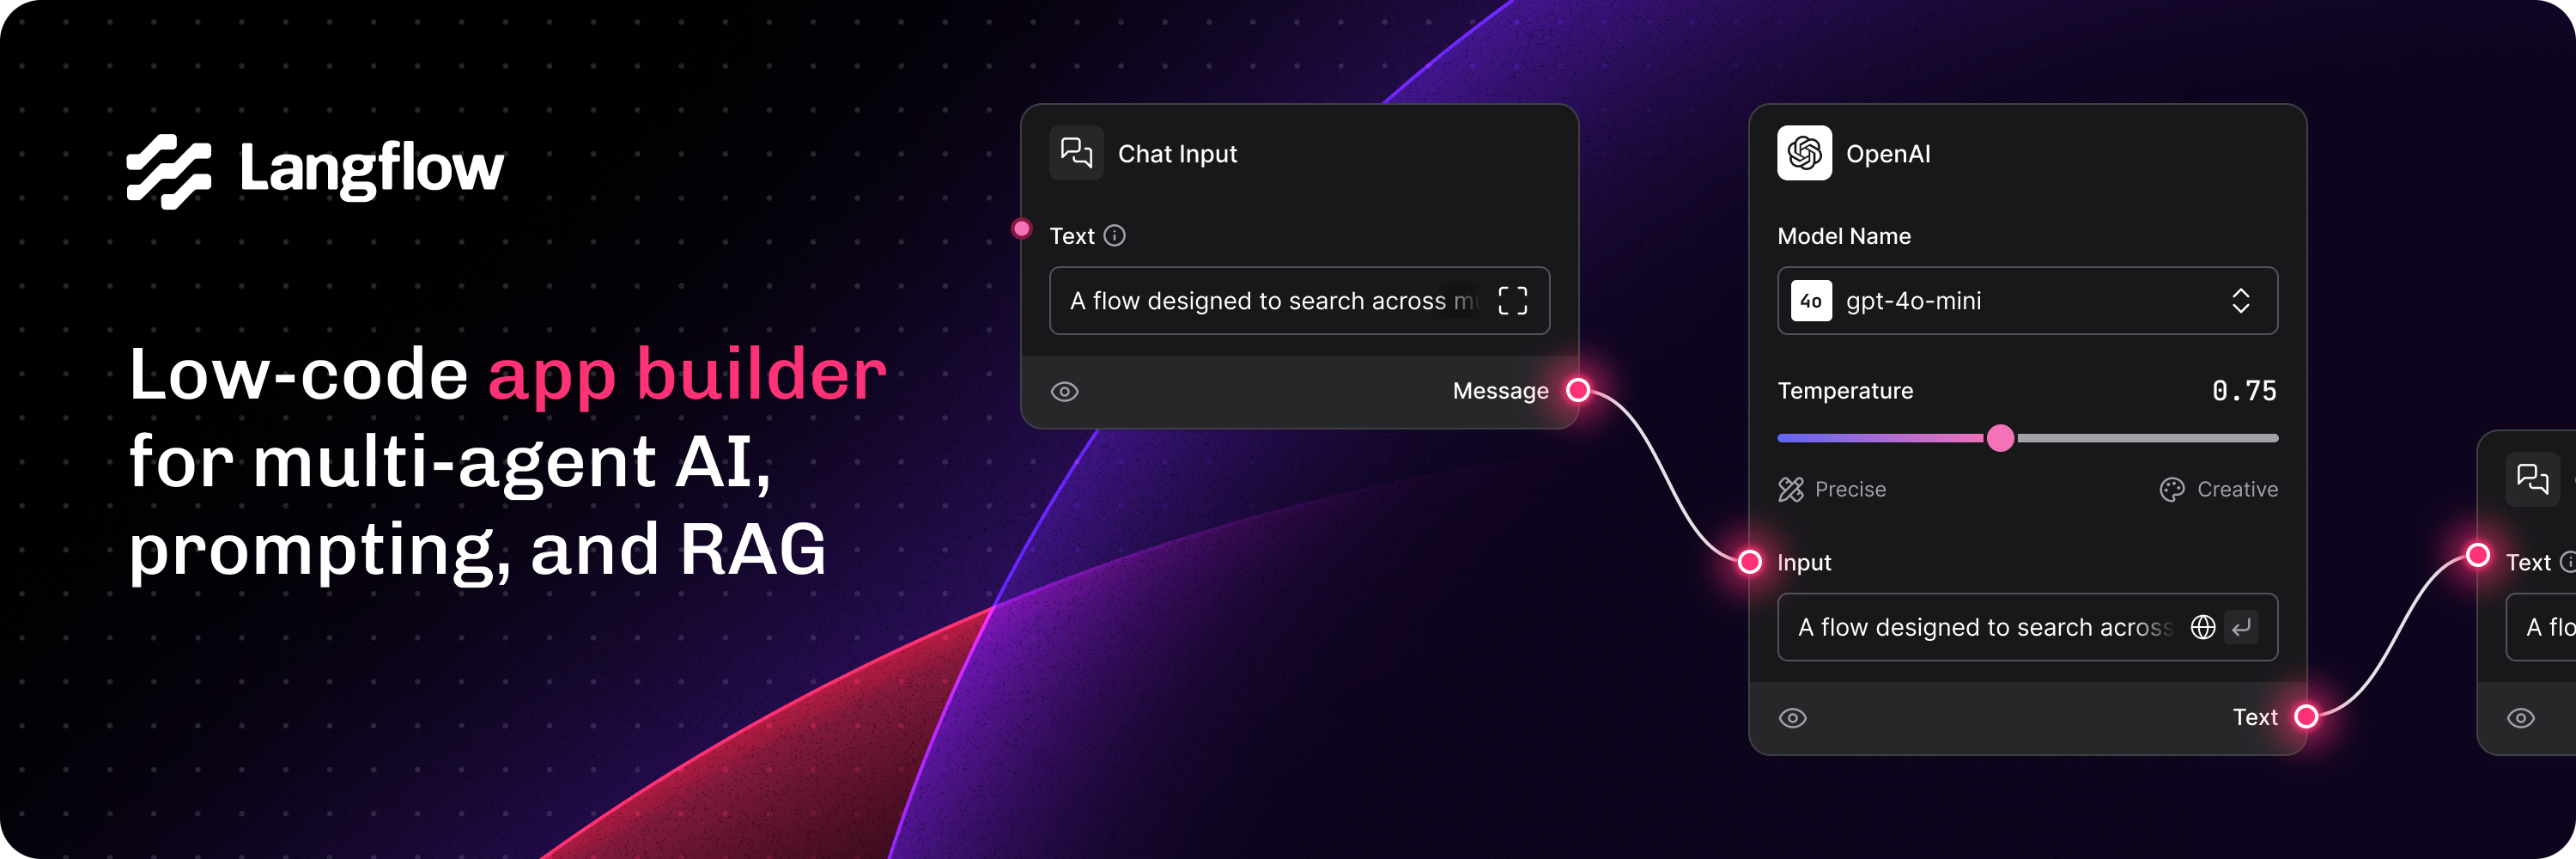 Langflow
Low-code app builder
for multi-agent AI,
prompting, and RAG
Chat Input
Text
A flow designed to search across
Message
OpenAI
Model Name
4o gpt-4o-mini
Temperature 0.75
Precise Creative
Input
A flow designed to search across
Text
Text
A flo